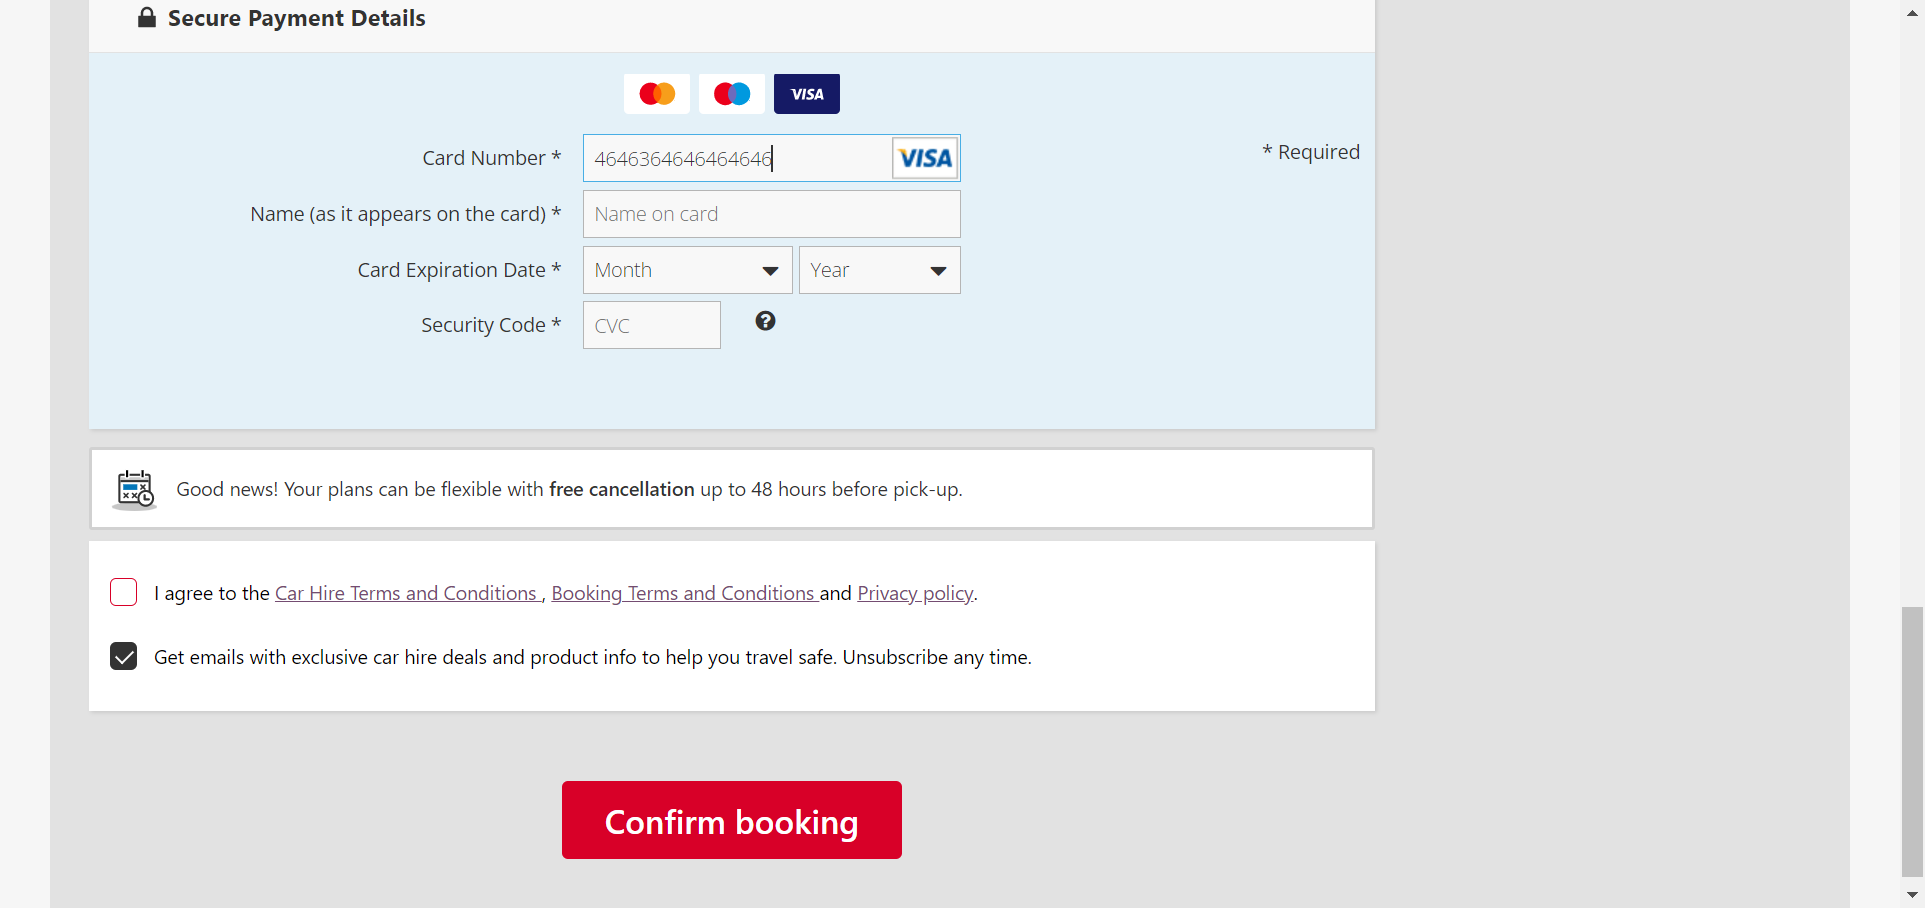 Secure Payment Details
VISA
Card Number *
4646364646464646
VISA
* Required
Name (as it appears on the card) *
Name on card
Card Expiration Date *
Month
Year
Security Code *
CVC
?
Good news! Your plans can be flexible with free cancellation up to 48 hours before pick-up.
I agree to the Car Hire Terms and Conditions , Booking Terms and Conditions and Privacy policy.
Get emails with exclusive car hire deals and product info to help you travel safe. Unsubscribe any time.
Confirm booking